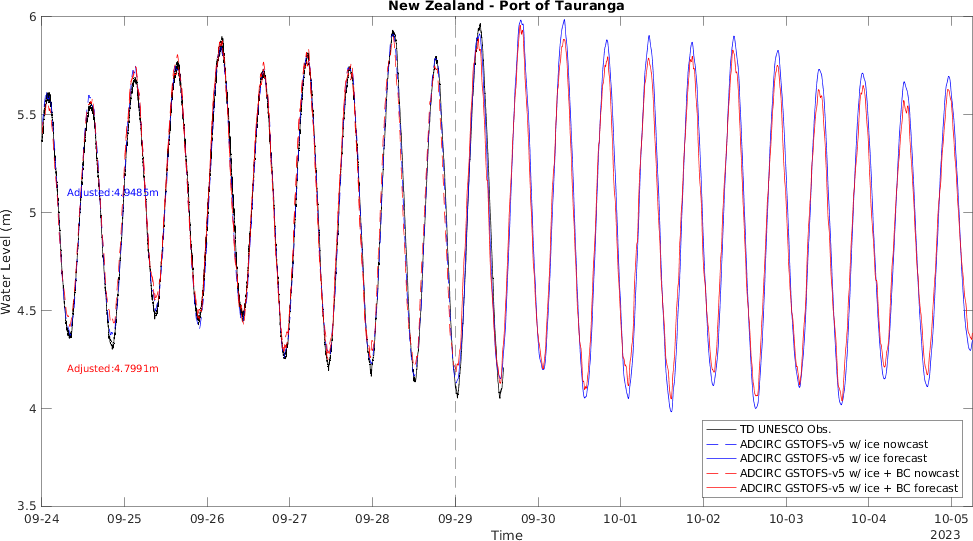 New Zealand - Port of Tauranga
6
5.5
5
4.5
4
3.5
Water Level (m)
Adjusted:4.9485m
Adjusted:4.7991m
TD UNESCO Obs.
ADCIRC GSTOFS-v5 w/ ice nowcast
ADCIRC GSTOFS-v5 w/ ice forecast
ADCIRC GSTOFS-v5 w/ ice + BC nowcast
ADCIRC GSTOFS-v5 w/ ice + BC forecast
09-24 09-25 09-26 09-27 09-28 09-29 09-30 10-01 10-02 10-03 10-04 10-05
Time
2023